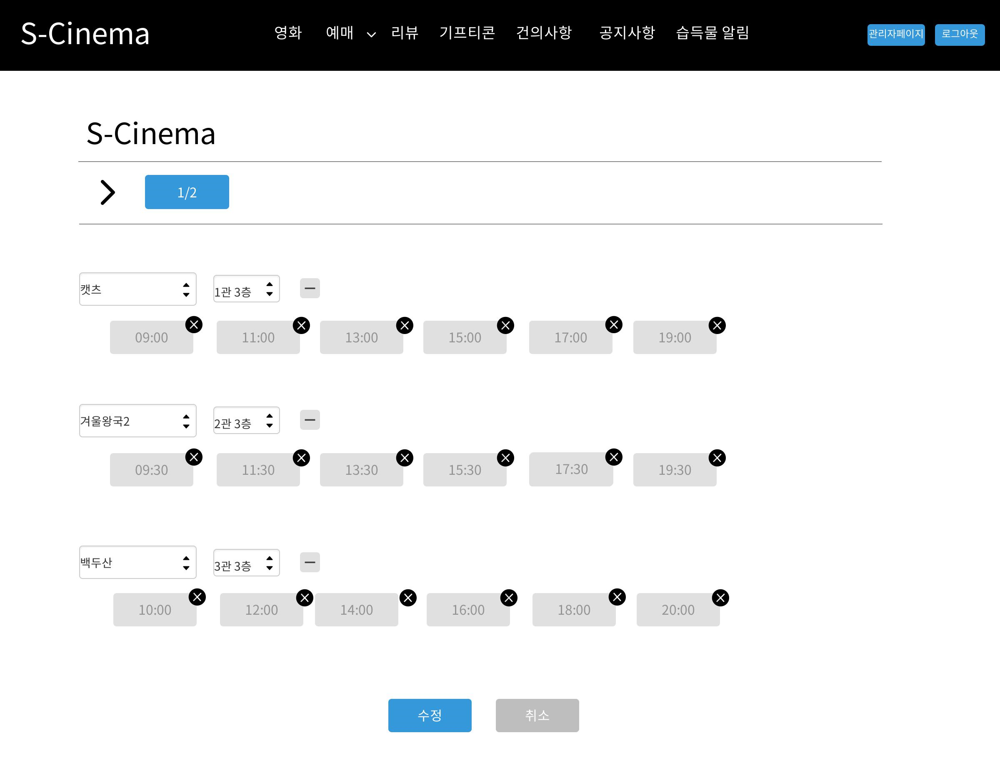 S-Cinema 영화 예매 리뷰 기프티콘 건의사항 공지사항 습득물 알림 관리자페이지 로그아웃
S-Cinema
1/2
캣츠 1관 3층
09:00 11:00 13:00 15:00 17:00 19:00
겨울왕국2 2관 3층
09:30 11:30 13:30 15:30 17:30 19:30
백두산 3관 3층
10:00 12:00 14:00 16:00 18:00 20:00
수정 취소